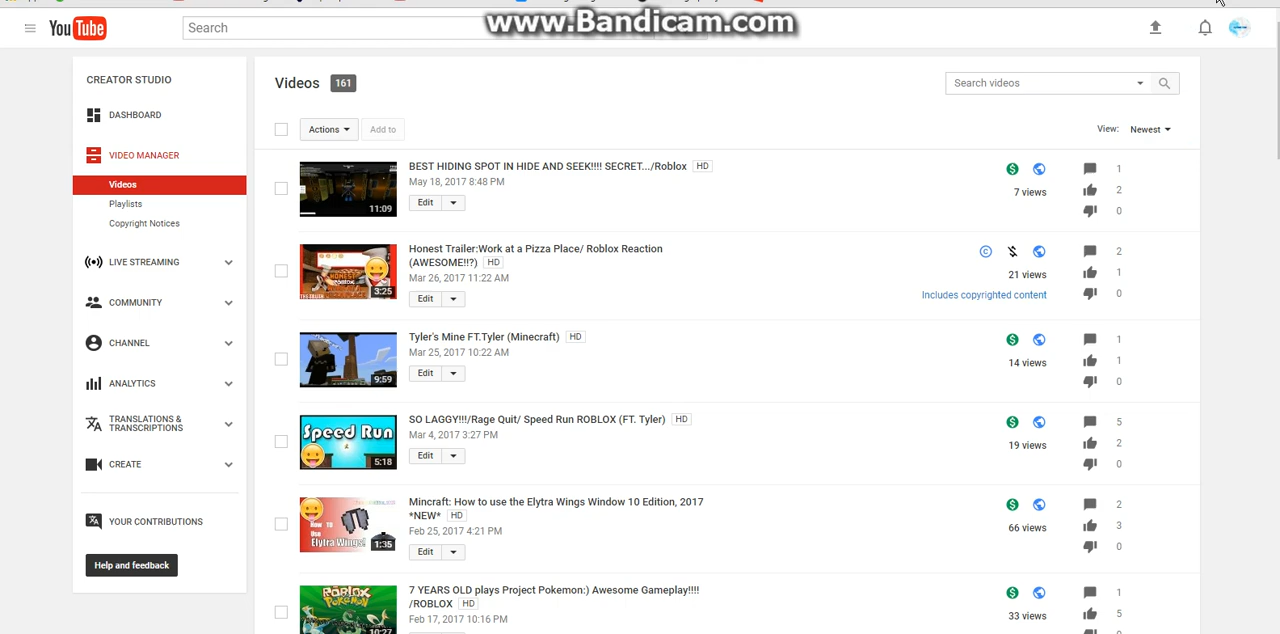 www.Bandicam.com
YouTube
Search
CREATOR STUDIO
DASHBOARD
VIDEO MANAGER
Videos
Playlists
Copyright Notices
LIVE STREAMING
COMMUNITY
CHANNEL
ANALYTICS
TRANSLATIONS &
TRANSCRIPTIONS
CREATE
YOUR CONTRIBUTIONS
Help and feedback
Videos 161
Search videos
Actions Add to
View: Newest
11:09
BEST HIDING SPOT IN HIDE AND SEEK!!!! SECRET.../Roblox HD
May 18, 2017 8:48 PM
Edit
7 views
1
2
0
3:25
Honest Trailer:Work at a Pizza Place/ Roblox Reaction
(AWESOME!!?) HD
Mar 26, 2017 11:22 AM
Edit
21 views
Includes copyrighted content
2
1
0
9:59
Tyler's Mine FT.Tyler (Minecraft) HD
Mar 25, 2017 10:22 AM
Edit
14 views
1
1
0
Speed Run
5:18
SO LAGGY!!!/Rage Quit/ Speed Run ROBLOX (FT. Tyler) HD
Mar 4, 2017 3:27 PM
Edit
19 views
5
2
0
How To
Use
Elytra Wings!
1:35
Mincraft: How to use the Elytra Wings Window 10 Edition, 2017
*NEW* HD
Feb 25, 2017 4:21 PM
Edit
66 views
2
3
0
ROBLOX
POKEMON
10:27
7 YEARS OLD plays Project Pokemon:) Awesome Gameplay!!!!
/ROBLOX HD
Feb 17, 2017 10:16 PM
33 views
1
5